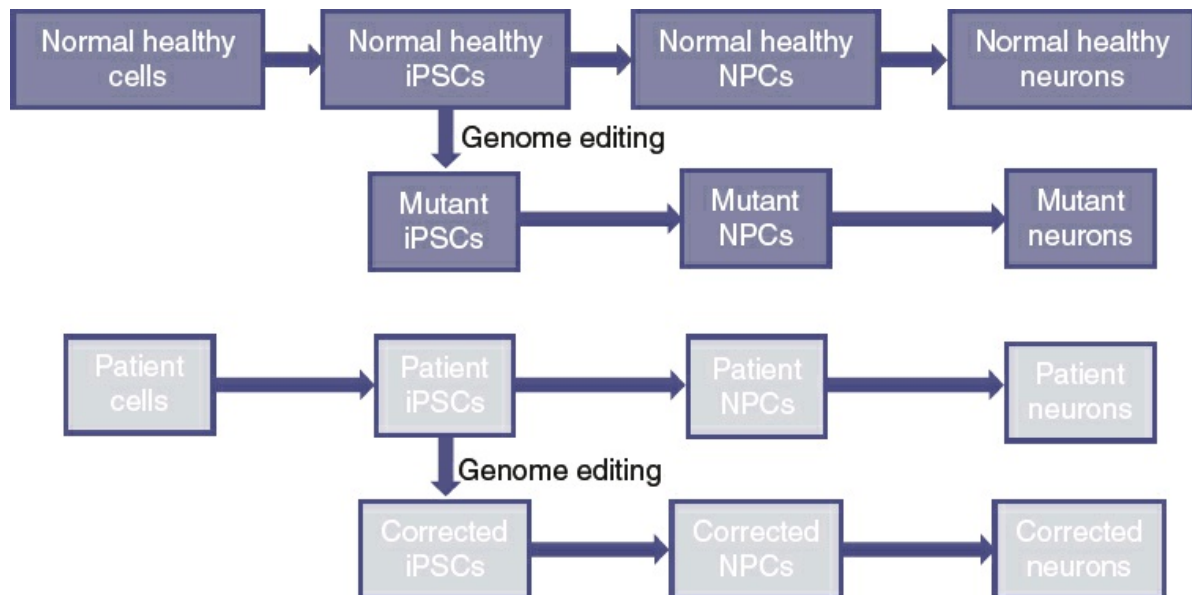 Normal healthy
cells
Normal healthy
iPSCs
Normal healthy
NPCs
Normal healthy
neurons
Genome editing
Mutant
iPSCs
Mutant
NPCs
Mutant
neurons
Patient
cells
Patient
iPSCs
Patient
NPCs
Patient
neurons
Genome editing
Corrected
iPSCs
Corrected
NPCs
Corrected
neurons